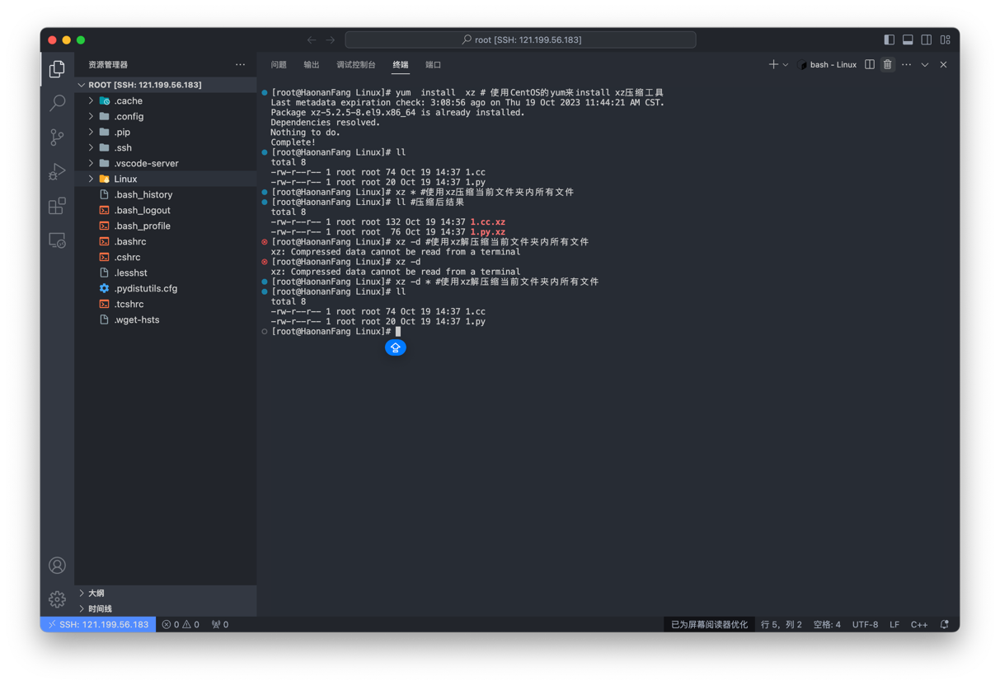 root [SSH: 121.199.56.183]
资源管理器
ROOT [SSH: 121.199.56.183]
.cache
.config
.pip
.ssh
.vscode-server
Linux
.bash_history
.bash_logout
.bash_profile
.bashrc
.cshrc
.lesshst
.pydistutils.cfg
.tcshrc
.wget-hsts
大纲
时间线
问题 输出 调试控制台 终端 端口
bash - Linux
[root@HaonanFang Linux]# yum  install  xz # 使用CentOS的yum来install xz压缩工具
Last metadata expiration check: 3:08:56 ago on Thu 19 Oct 2023 11:44:21 AM CST.
Package xz-5.2.5-8.el9.x86_64 is already installed.
Dependencies resolved.
Nothing to do.
Complete!
[root@HaonanFang Linux]# ll
total 8
-rw-r--r-- 1 root root 74 Oct 19 14:37 1.cc
-rw-r--r-- 1 root root 20 Oct 19 14:37 1.py
[root@HaonanFang Linux]# xz * #使用xz压缩当前文件夹内所有文件
[root@HaonanFang Linux]# ll #压缩后结果
total 8
-rw-r--r-- 1 root root 132 Oct 19 14:37 1.cc.xz
-rw-r--r-- 1 root root  76 Oct 19 14:37 1.py.xz
[root@HaonanFang Linux]# xz -d #使用xz解压缩当前文件夹内所有文件
xz: Compressed data cannot be read from a terminal
[root@HaonanFang Linux]# xz -d
xz: Compressed data cannot be read from a terminal
[root@HaonanFang Linux]# xz -d * #使用xz解压缩当前文件夹内所有文件
[root@HaonanFang Linux]# ll
total 8
-rw-r--r-- 1 root root 74 Oct 19 14:37 1.cc
-rw-r--r-- 1 root root 20 Oct 19 14:37 1.py
[root@HaonanFang Linux]#
SSH: 121.199.56.183 0 0 0 已为屏幕阅读器优化 行 5，列 2 空格: 4 UTF-8 LF C++